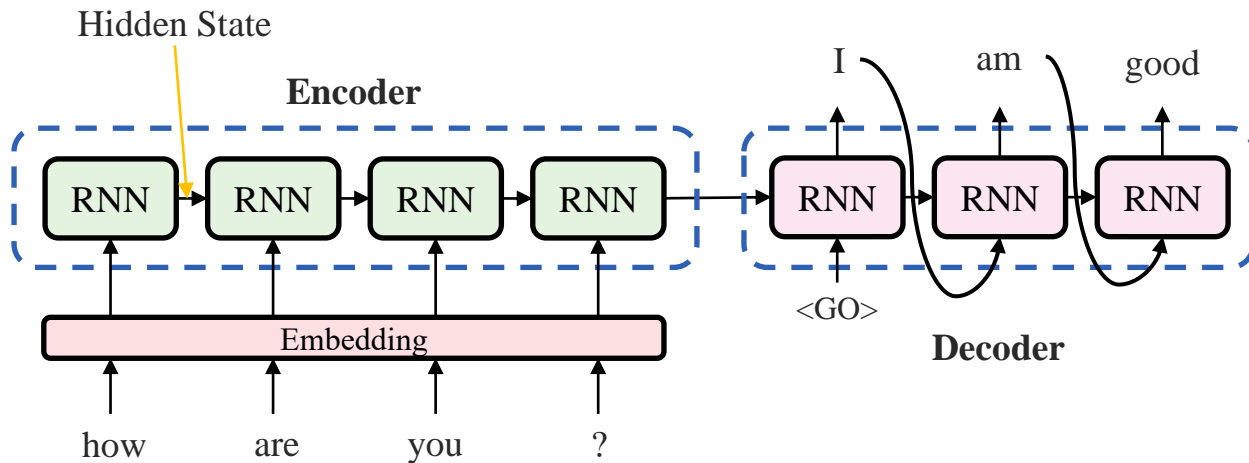 Hidden State
Encoder
I am good
RNN RNN RNN RNN RNN RNN RNN
<GO>
Embedding
Decoder
how are you ?